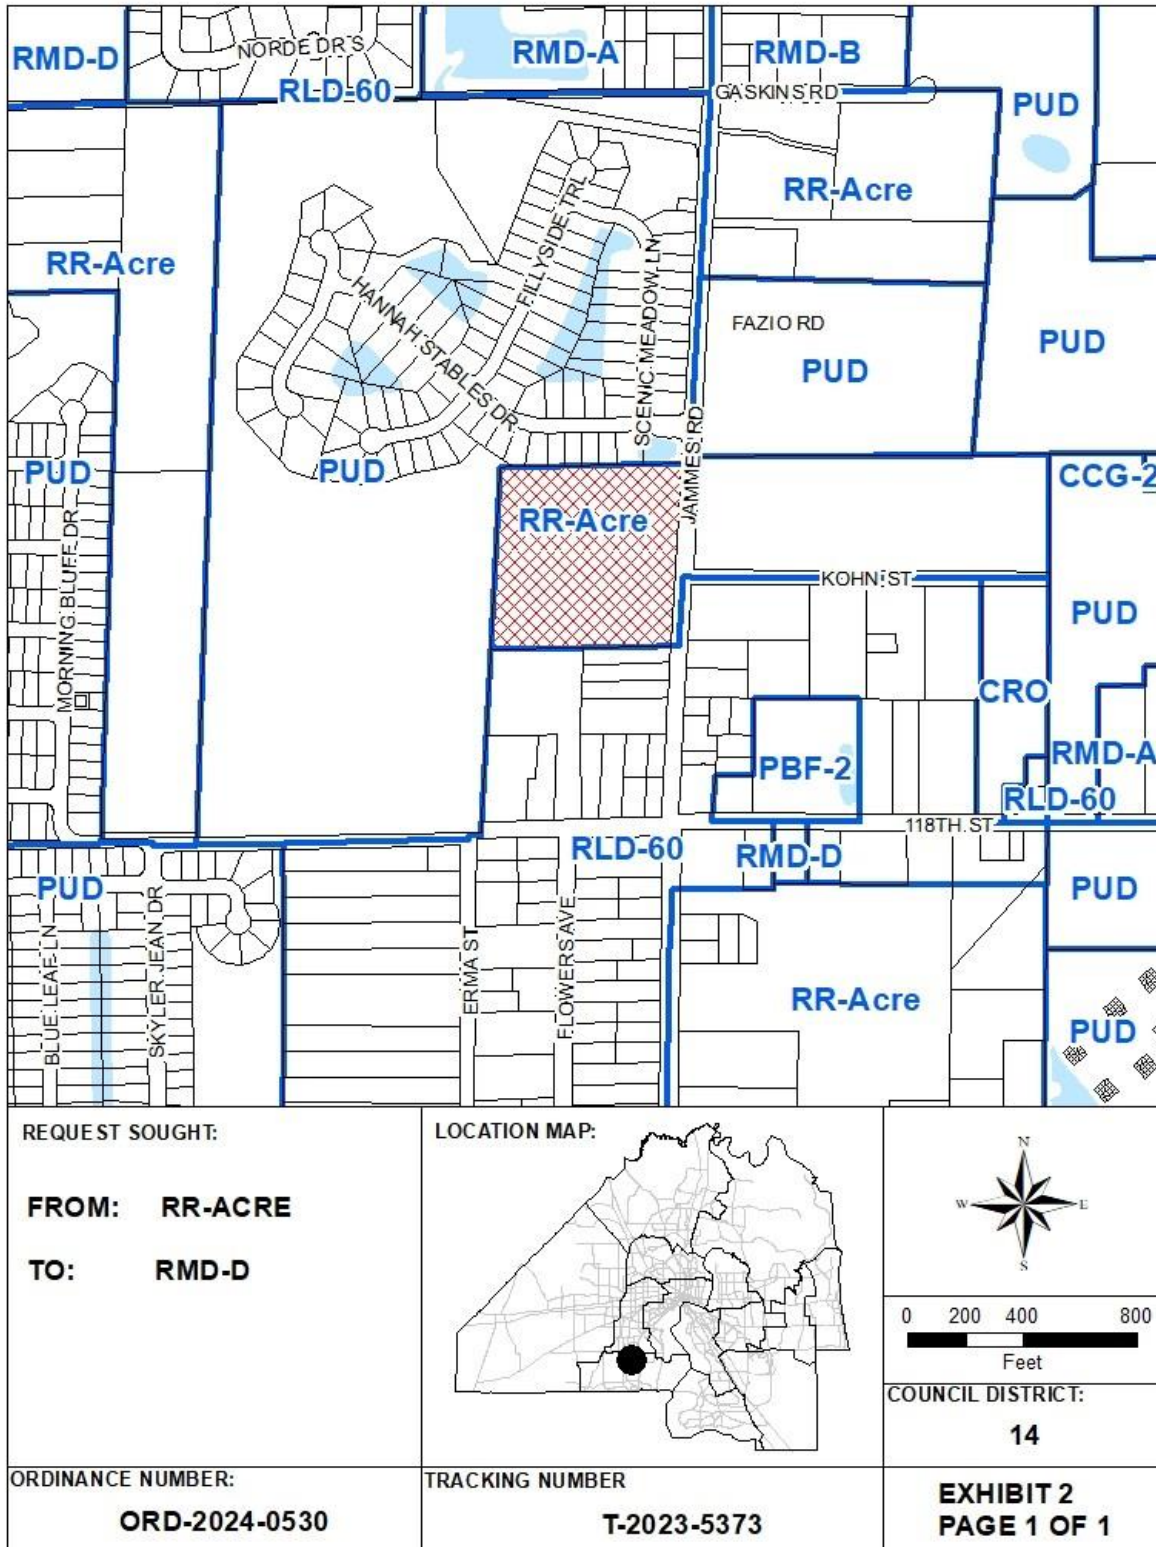 RMD-D
NORDE DR S
RMD-A
RMD-B
RLD-60
GASKINS RD
PUD
RR-Acre
RR-Acre
FILLYSIDE TRL
SCENIC MEADOW LN
HANNAH STABLES DR
FAZIO RD
PUD
PUD
JAMMES RD
PUD
PUD
CCG-2
RR-Acre
MORNING BLUFF DR
KOHN ST
PUD
CRO
PBF-2
RMD-A
RLD-60
118TH ST
RLD-60
RMD-D
PUD
PUD
BLUE LEAF LN
SKYLER JEAN DR
ERMA ST
FLOWERS AVE
RR-Acre
PUD
REQUEST SOUGHT:
FROM: RR-ACRE
TO: RMD-D
LOCATION MAP:
N
W E
S
0 200 400 800
Feet
COUNCIL DISTRICT:
14
ORDINANCE NUMBER:
ORD-2024-0530
TRACKING NUMBER
T-2023-5373
EXHIBIT 2
PAGE 1 OF 1